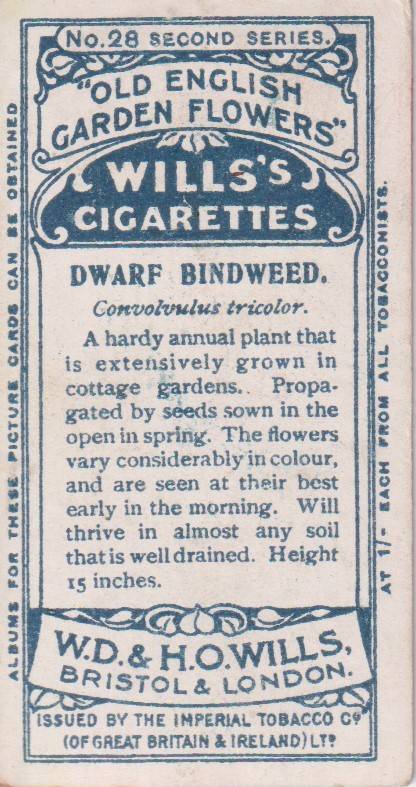 No.28 SECOND SERIES.
"OLD ENGLISH
GARDEN FLOWERS"
WILLS'S
CIGARETTES
DWARF BINDWEED.
Convolvulus tricolor.
A hardy annual plant that
is extensively grown in
cottage gardens. Propa-
gated by seeds sown in the
open in spring. The flowers
vary considerably in colour,
and are seen at their best
early in the morning. Will
thrive in almost any soil
that is well drained. Height
15 inches.
W.D. & H.O. WILLS,
BRISTOL & LONDON.
ISSUED BY THE IMPERIAL TOBACCO Co.
(OF GREAT BRITAIN & IRELAND) LTD.
ALBUMS FOR THESE PICTURE CARDS CAN BE OBTAINED
AT 1/- EACH FROM ALL TOBACCONISTS.